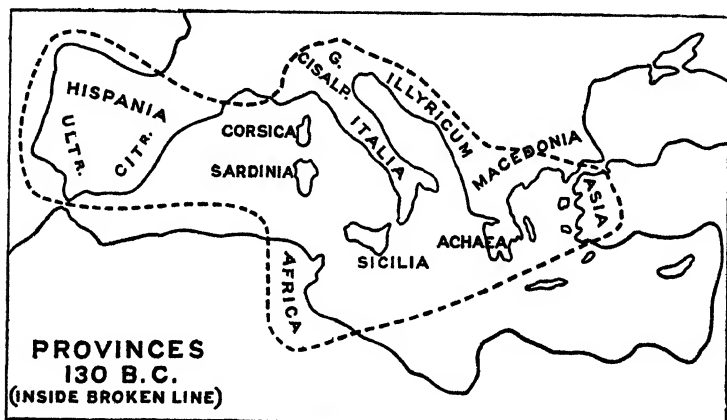 HISPANIA
ULTR.
CITR.
CORSICA
SARDINIA
G.
CISALP.
ITALIA
ILLYRICUM
MACEDONIA
ASIA
ACHAEA
SICILIA
AFRICA
PROVINCES
130 B.C.
(INSIDE BROKEN LINE)